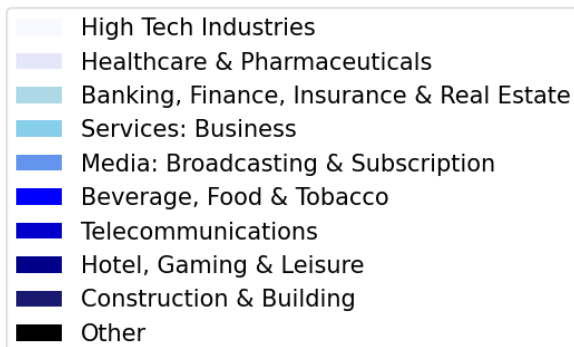 High Tech Industries
Healthcare & Pharmaceuticals
Banking, Finance, Insurance & Real Estate
Services: Business
Media: Broadcasting & Subscription
Beverage, Food & Tobacco
Telecommunications
Hotel, Gaming & Leisure
Construction & Building
Other